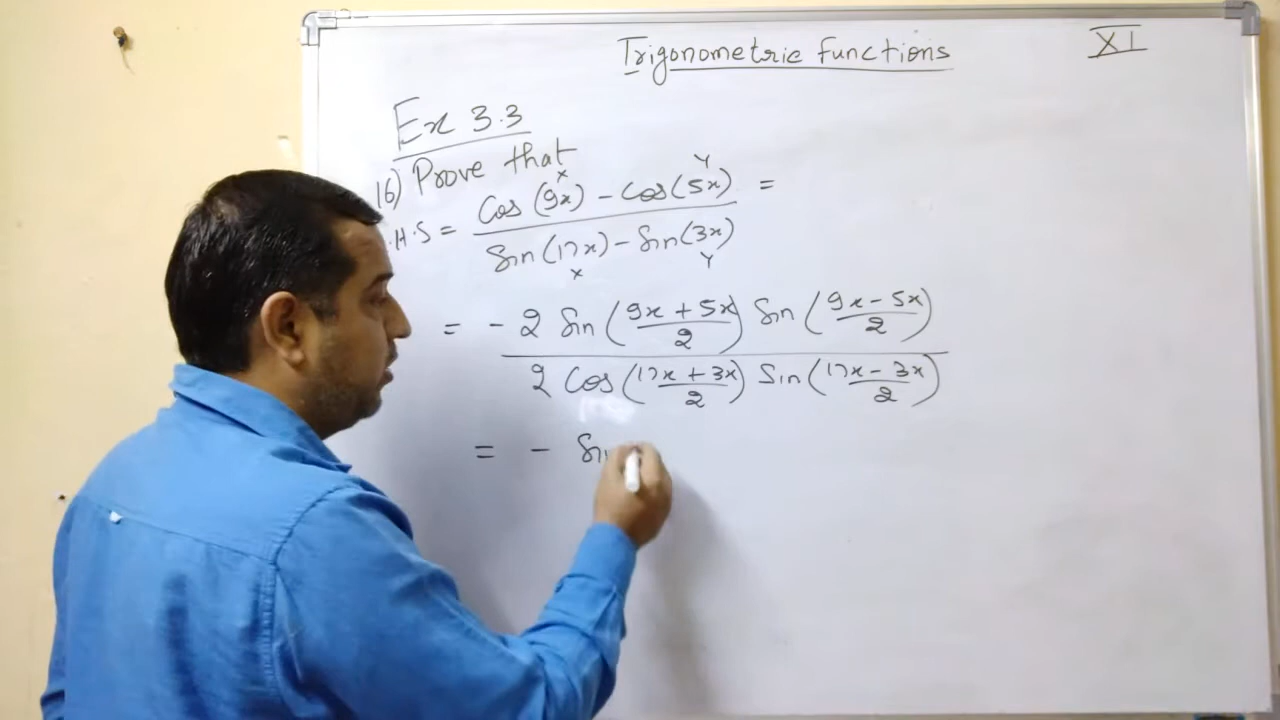 Trigonometric functions XI
Ex 3.3
16) Prove that
X Y
.H.S = Cos (9x) - Cos (5x) =
Sin (17x) - Sin (3x)
X Y
= - 2 Sin (9x + 5x / 2) Sin (9x - 5x / 2)
2 Cos (17x + 3x / 2) Sin (17x - 3x / 2)
= - Sin